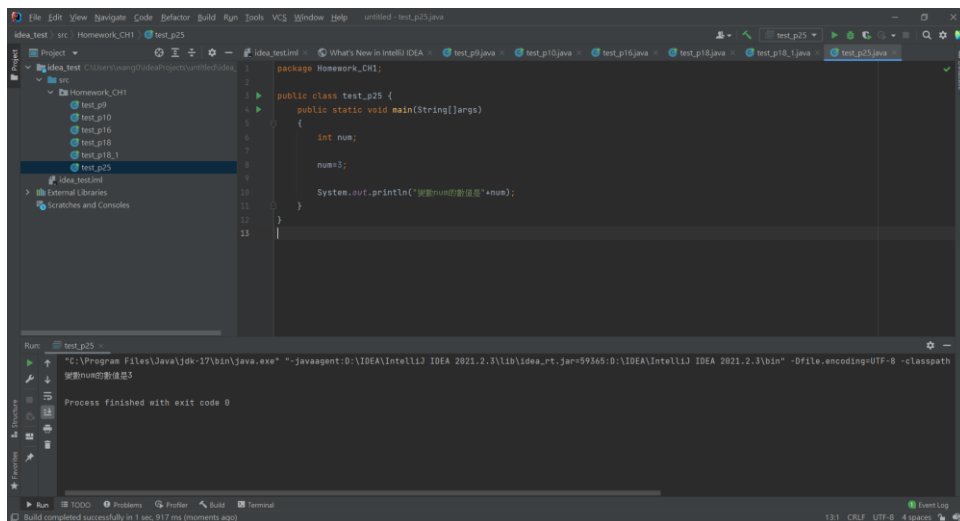 File Edit View Navigate Code Refactor Build Run Tools VCS Window Help untitled - test_p25.java
idea_test src Homework_CH1 test_p25 test_p25
Project idea_test.iml What's New in IntelliJ IDEA test_p9.java test_p10.java test_p16.java test_p18.java test_p18_1.java test_p25.java
Project
idea_test C:\Users\wang0\IdeaProjects\untitled\idea_
src
Homework_CH1
test_p9
test_p10
test_p16
test_p18
test_p18_1
test_p25
idea_test.iml
External Libraries
Scratches and Consoles
1 package Homework_CH1;
2
3 public class test_p25 {
4 public static void main(String[]args)
5 {
6 int num;
7
8 num=3;
9
10 System.out.println("變數num的數值是"+num);
11 }
12 }
13
Run: test_p25
"C:\Program Files\Java\jdk-17\bin\java.exe" "-javaagent:D:\IDEA\IntelliJ IDEA 2021.2.3\lib\idea_rt.jar=59365:D:\IDEA\IntelliJ IDEA 2021.2.3\bin" -Dfile.encoding=UTF-8 -classpath
變數num的數值是3
Process finished with exit code 0
Structure
Favorites
Run TODO Problems Profiler Build Terminal Event Log
Build completed successfully in 1 sec, 917 ms (moments ago) 13:1 CRLF UTF-8 4 spaces